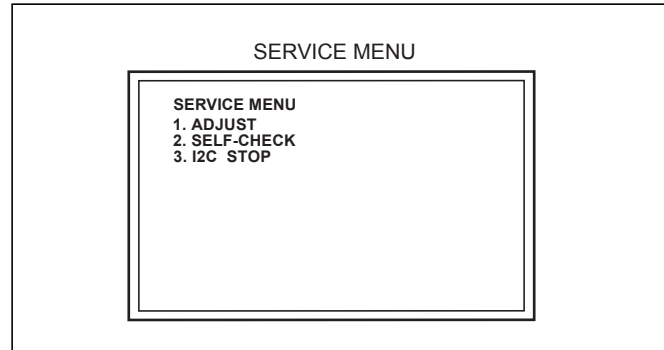 SERVICE MENU
SERVICE MENU
1. ADJUST
2. SELF-CHECK
3. I2C STOP